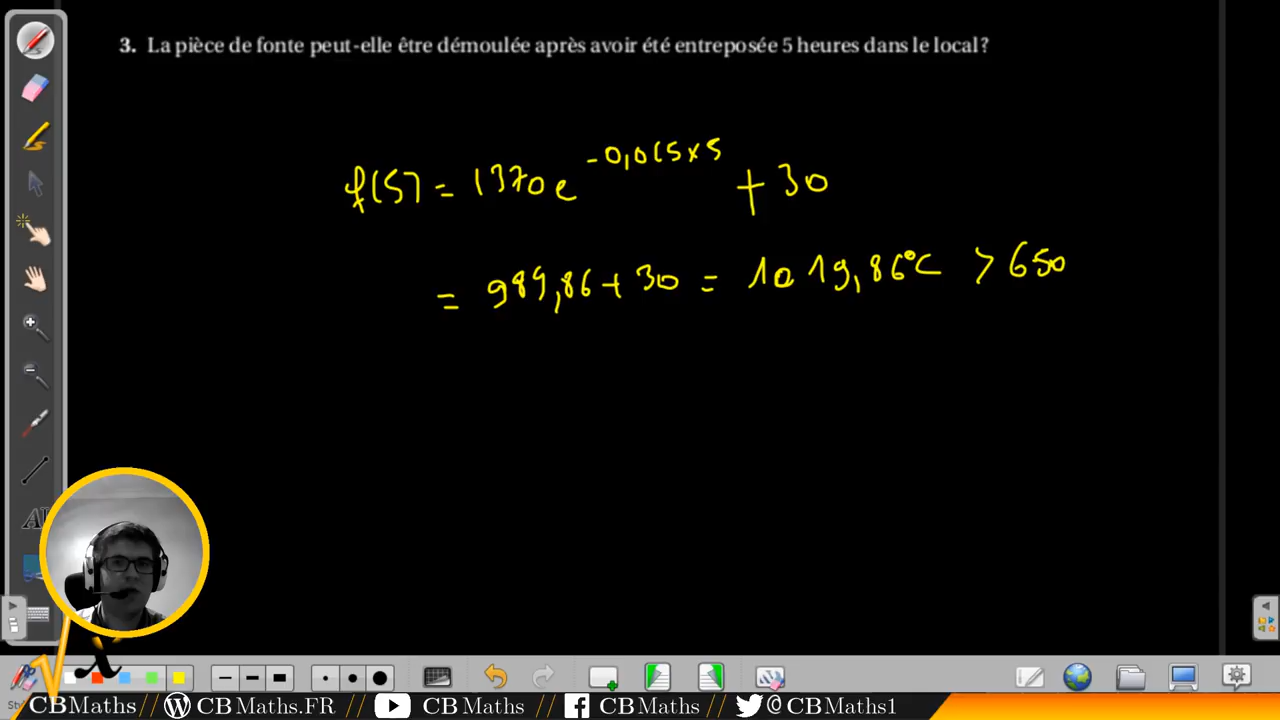 3. La pièce de fonte peut-elle être démoulée après avoir été entreposée 5 heures dans le local ?
f(5) = 1370e^{-0,065×5} + 30
= 989,86 + 30 = 1019,86°C > 650
CBMaths // CBMaths.FR // CBMaths // CBMaths // @CBMaths1